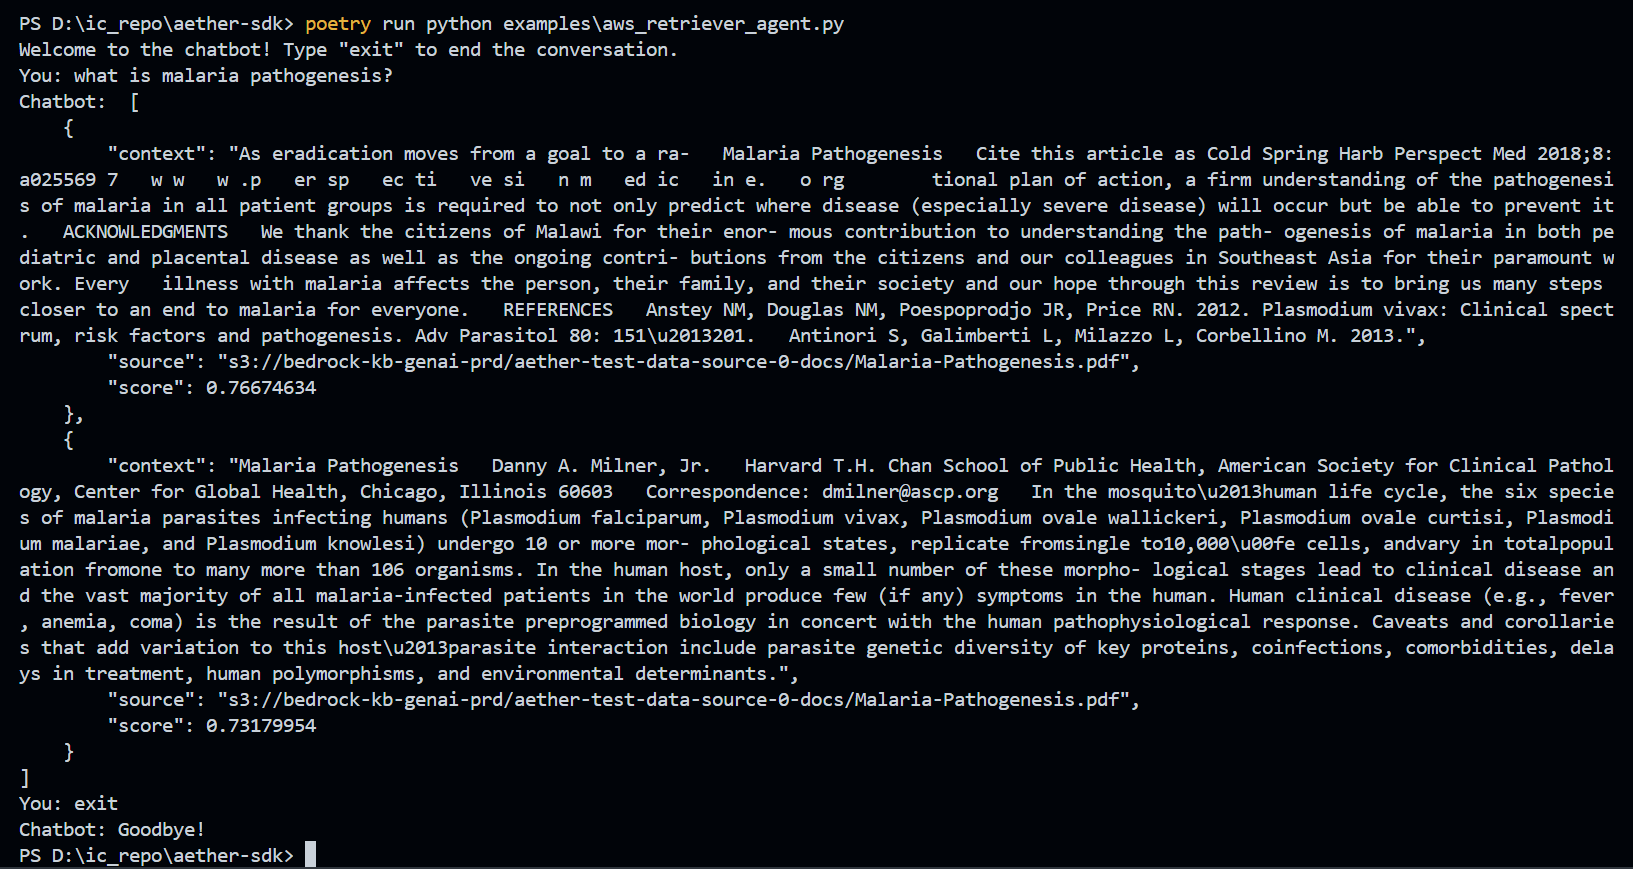 PS D:\ic_repo\aether-sdk> poetry run python examples\aws_retriever_agent.py
Welcome to the chatbot! Type "exit" to end the conversation.
You: what is malaria pathogenesis?
Chatbot:  [
    {
        "context": "As eradication moves from a goal to a ra-   Malaria Pathogenesis   Cite this article as Cold Spring Harb Perspect Med 2018;8:
a025569 7   w w   w .p   er sp   ec ti   ve si   n m   ed ic   in e.   o rg        tional plan of action, a firm understanding of the pathogenesi
s of malaria in all patient groups is required to not only predict where disease (especially severe disease) will occur but be able to prevent it
.   ACKNOWLEDGMENTS   We thank the citizens of Malawi for their enor- mous contribution to understanding the path- ogenesis of malaria in both pe
diatric and placental disease as well as the ongoing contri- butions from the citizens and our colleagues in Southeast Asia for their paramount w
ork. Every   illness with malaria affects the person, their family, and their society and our hope through this review is to bring us many steps
closer to an end to malaria for everyone.   REFERENCES   Anstey NM, Douglas NM, Poespoprodjo JR, Price RN. 2012. Plasmodium vivax: Clinical spect
rum, risk factors and pathogenesis. Adv Parasitol 80: 151\u2013201.   Antinori S, Galimberti L, Milazzo L, Corbellino M. 2013.",
        "source": "s3://bedrock-kb-genai-prd/aether-test-data-source-0-docs/Malaria-Pathogenesis.pdf",
        "score": 0.76674634
    },
    {
        "context": "Malaria Pathogenesis   Danny A. Milner, Jr.   Harvard T.H. Chan School of Public Health, American Society for Clinical Pathol
ogy, Center for Global Health, Chicago, Illinois 60603   Correspondence: dmilner@ascp.org   In the mosquito\u2013human life cycle, the six specie
s of malaria parasites infecting humans (Plasmodium falciparum, Plasmodium vivax, Plasmodium ovale wallickeri, Plasmodium ovale curtisi, Plasmodi
um malariae, and Plasmodium knowlesi) undergo 10 or more mor- phological states, replicate fromsingle to10,000\u00fe cells, andvary in totalpopul
ation fromone to many more than 106 organisms. In the human host, only a small number of these morpho- logical stages lead to clinical disease an
d the vast majority of all malaria-infected patients in the world produce few (if any) symptoms in the human. Human clinical disease (e.g., fever
, anemia, coma) is the result of the parasite preprogrammed biology in concert with the human pathophysiological response. Caveats and corollarie
s that add variation to this host\u2013parasite interaction include parasite genetic diversity of key proteins, coinfections, comorbidities, dela
ys in treatment, human polymorphisms, and environmental determinants.",
        "source": "s3://bedrock-kb-genai-prd/aether-test-data-source-0-docs/Malaria-Pathogenesis.pdf",
        "score": 0.73179954
    }
]
You: exit
Chatbot: Goodbye!
PS D:\ic_repo\aether-sdk>